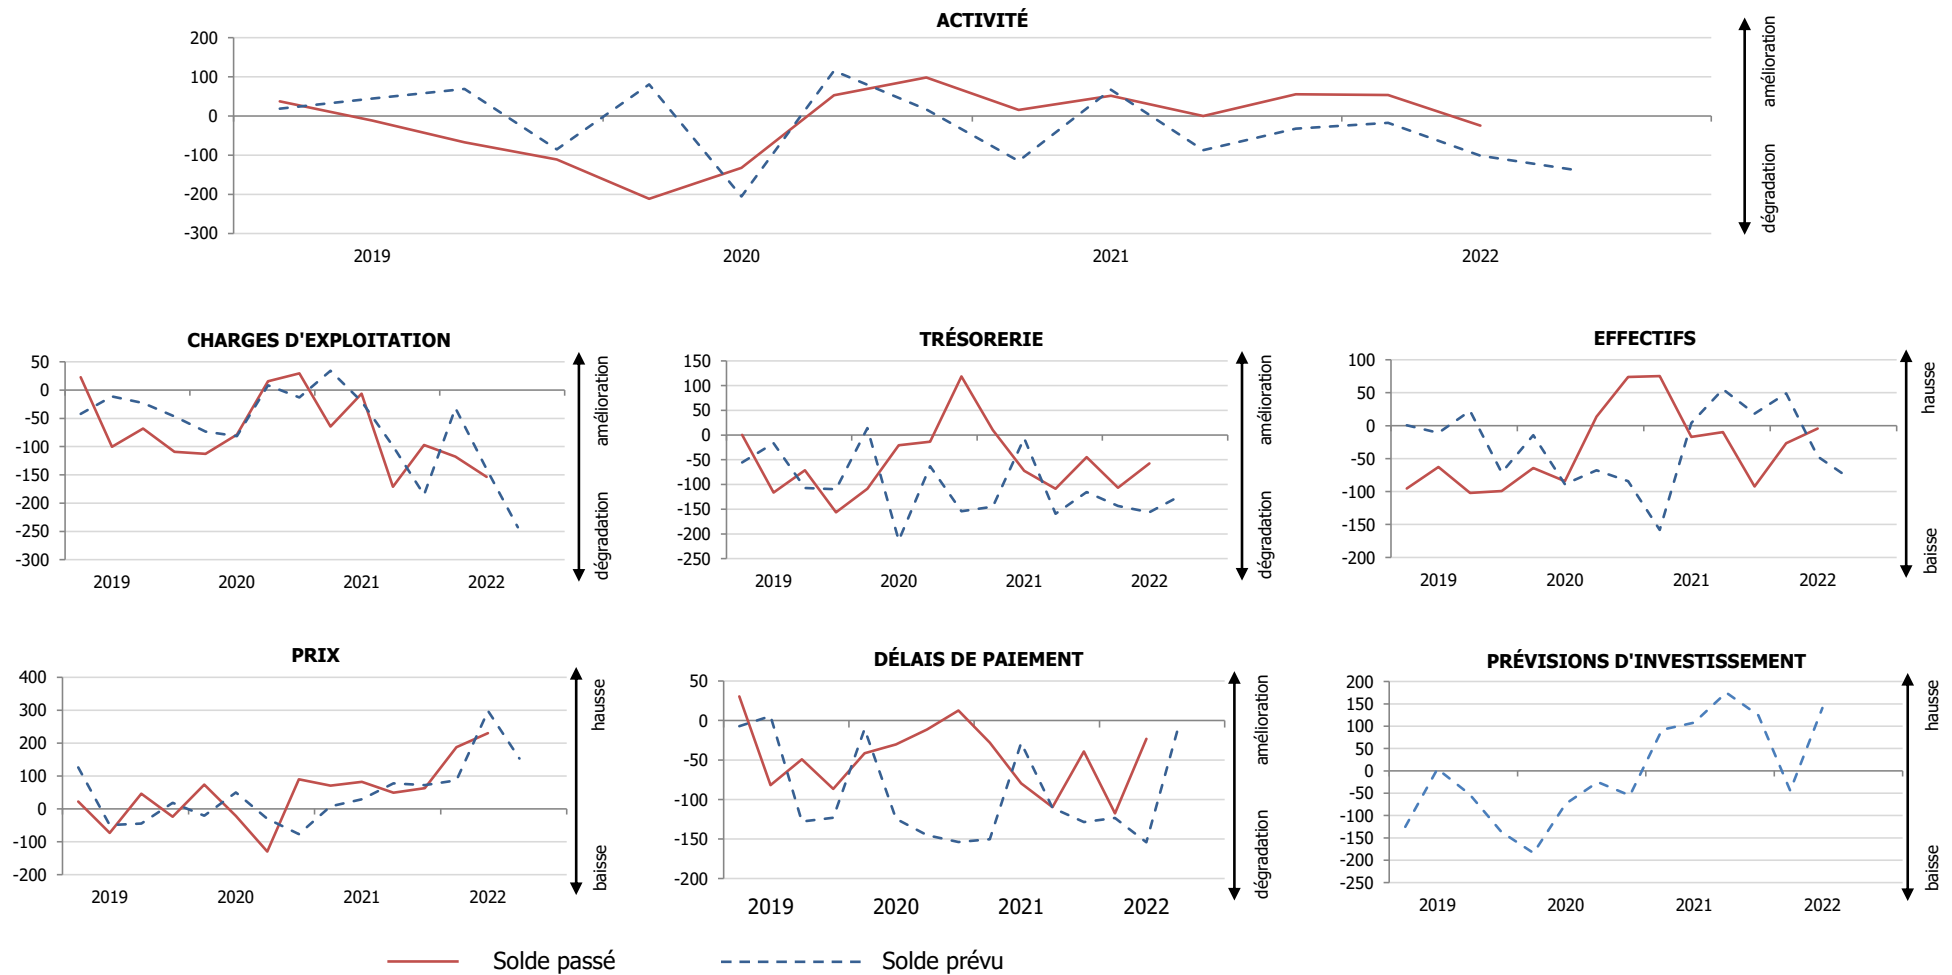 ACTIVITÉ
200
100
0
-100
-200
-300
2019 2020 2021 2022
amélioration
dégradation
CHARGES D'EXPLOITATION
50
0
-50
-100
-150
-200
-250
-300
2019 2020 2021 2022
amélioration
dégradation
TRÉSORERIE
150
100
50
0
-50
-100
-150
-200
-250
2019 2020 2021 2022
amélioration
dégradation
EFFECTIFS
100
50
0
-50
-100
-150
-200
2019 2020 2021 2022
hausse
baisse
PRIX
400
300
200
100
0
-100
-200
2019 2020 2021 2022
hausse
baisse
DÉLAIS DE PAIEMENT
50
0
-50
-100
-150
-200
2019 2020 2021 2022
amélioration
dégradation
PRÉVISIONS D'INVESTISSEMENT
200
150
100
50
0
-50
-100
-150
-200
-250
2019 2020 2021 2022
hausse
baisse
Solde passé Solde prévu